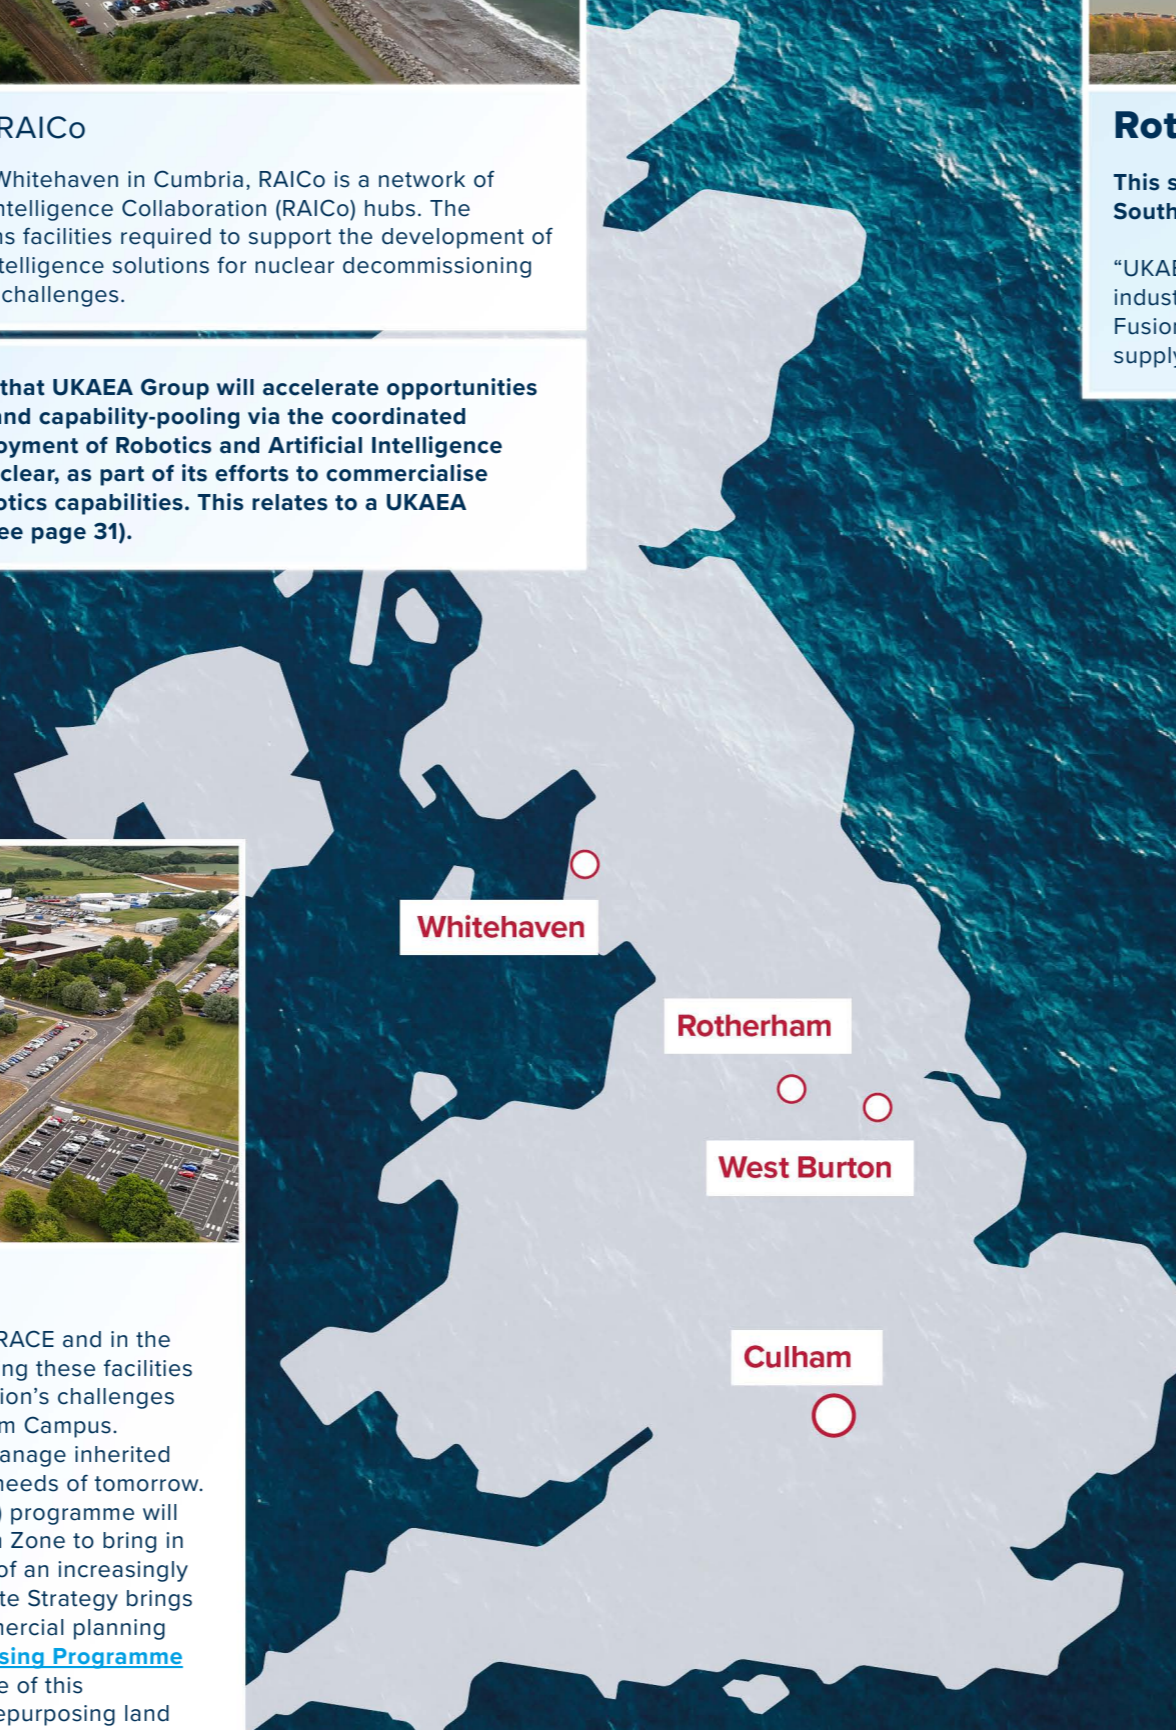 RAICo
Whitehaven in Cumbria, RAICo is a network of
ntelligence Collaboration (RAICo) hubs. The
ns facilities required to support the development of
telligence solutions for nuclear decommissioning
challenges.
that UKAEA Group will accelerate opportunities
and capability-pooling via the coordinated
oyment of Robotics and Artificial Intelligence
clear, as part of its efforts to commercialise
otics capabilities. This relates to a UKAEA
ee page 31).
Rot
This s
South
“UKAE
indust
Fusion
supply
Whitehaven
Rotherham
West Burton
Culham
RACE and in the
ng these facilities
ion’s challenges
m Campus.
anage inherited
needs of tomorrow.
) programme will
n Zone to bring in
of an increasingly
te Strategy brings
mercial planning
sing Programme
e of this
epurposing land